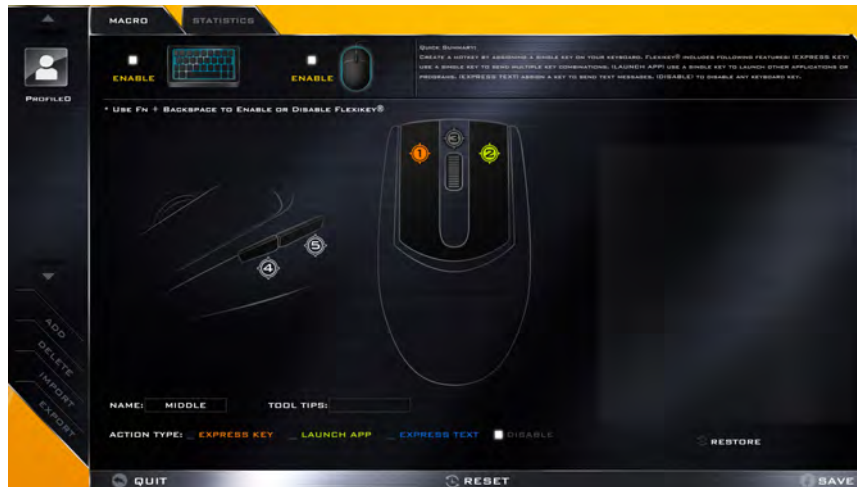 MACRO
STATISTICS
ENABLE
ENABLE
QUICK SUMMARY:
CREATE A HOTKEY BY ASSIGNING A SINGLE KEY ON YOUR KEYBOARD. FLEXIKEY® INCLUDES FOLLOWING FEATURES: (EXPRESS KEY)
USE A SINGLE KEY TO SEND MULTIPLE KEY COMBINATIONS. (LAUNCH APP) USE A SINGLE KEY TO LAUNCH OTHER APPLICATIONS OR
PROGRAMS. (EXPRESS TEXT) ASSIGN A KEY TO SEND TEXT MESSAGES. (DISABLE) TO DISABLE ANY KEYBOARD KEY.
PROFILE0
* USE FN + BACKSPACE TO ENABLE OR DISABLE FLEXIKEY®
1
3
2
4
5
ADD
DELETE
IMPORT
EXPORT
NAME: MIDDLE TOOL TIPS:
ACTION TYPE: EXPRESS KEY LAUNCH APP EXPRESS TEXT DISABLE
RESTORE
QUIT
RESET
SAVE